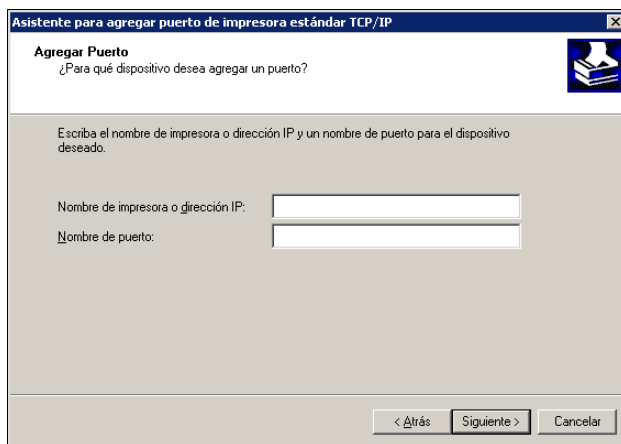 Asistente para agregar puerto de impresora estándar TCP/IP
Agregar Puerto
¿Para qué dispositivo desea agregar un puerto?
Escriba el nombre de impresora o dirección IP y un nombre de puerto para el dispositivo
deseado.
Nombre de impresora o dirección IP:
Nombre de puerto:
< Atrás
Siguiente >
Cancelar